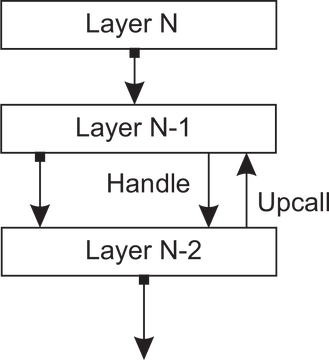 Layer N
Layer N-1
Handle
Upcall
Layer N-2